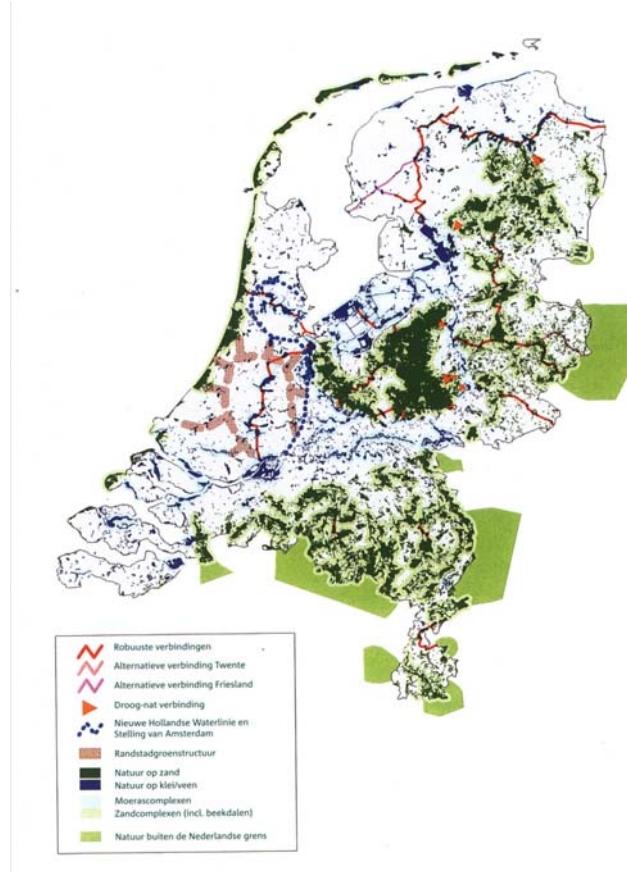 Robuuste verbindingen
Alternatieve verbinding Twente
Alternatieve verbinding Friesland
Droog-nat verbinding
Nieuwe Hollandse Waterlinie en
Stelling van Amsterdam
Randstadgroenstructuur
Natuur op zand
Natuur op klei/veen
Moerascomplexen
Zandcomplexen (incl. beekdalen)
Natuur buiten de Nederlandse grens